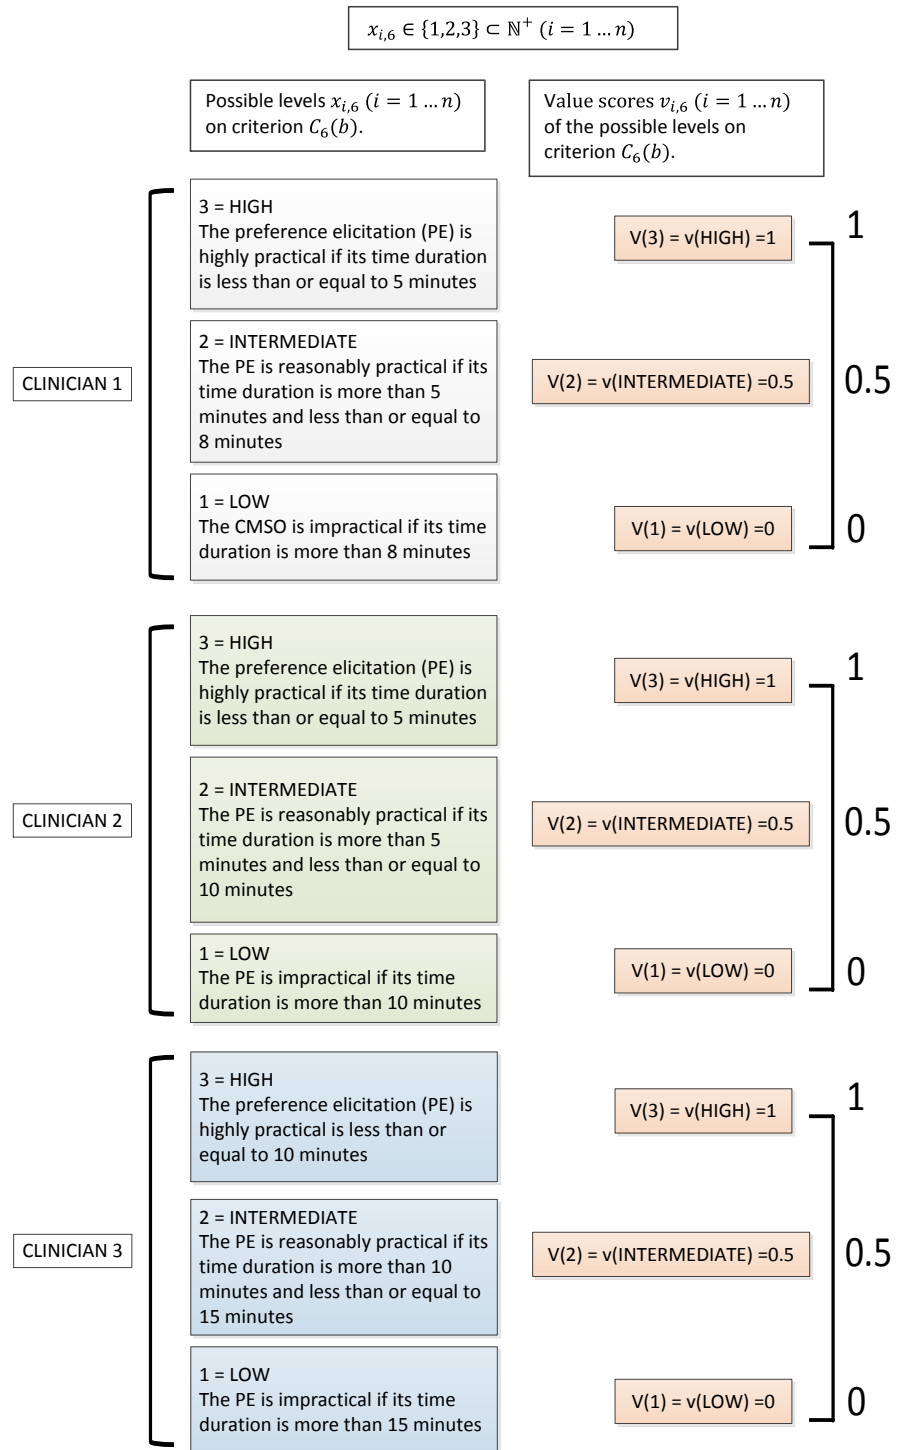 x_{i,6} ∈ {1,2,3} ⊂ ℕ⁺ (i = 1 … n)
Possible levels x_{i,6} (i = 1 … n)
on criterion C₆(b).
Value scores v_{i,6} (i = 1 … n)
of the possible levels on
criterion C₆(b).
CLINICIAN 1
3 = HIGH
The preference elicitation (PE) is
highly practical if its time duration
is less than or equal to 5 minutes
V(3) = v(HIGH) =1
1
2 = INTERMEDIATE
The PE is reasonably practical if its
time duration is more than 5
minutes and less than or equal to
8 minutes
V(2) = v(INTERMEDIATE) =0.5
0.5
1 = LOW
The CMSO is impractical if its time
duration is more than 8 minutes
V(1) = v(LOW) =0
0
CLINICIAN 2
3 = HIGH
The preference elicitation (PE) is
highly practical if its time duration
is less than or equal to 5 minutes
V(3) = v(HIGH) =1
1
2 = INTERMEDIATE
The PE is reasonably practical if its
time duration is more than 5
minutes and less than or equal to
10 minutes
V(2) = v(INTERMEDIATE) =0.5
0.5
1 = LOW
The PE is impractical if its time
duration is more than 10 minutes
V(1) = v(LOW) =0
0
CLINICIAN 3
3 = HIGH
The preference elicitation (PE) is
highly practical is less than or
equal to 10 minutes
V(3) = v(HIGH) =1
1
2 = INTERMEDIATE
The PE is reasonably practical if its
time duration is more than 10
minutes and less than or equal to
15 minutes
V(2) = v(INTERMEDIATE) =0.5
0.5
1 = LOW
The PE is impractical if its time
duration is more than 15 minutes
V(1) = v(LOW) =0
0